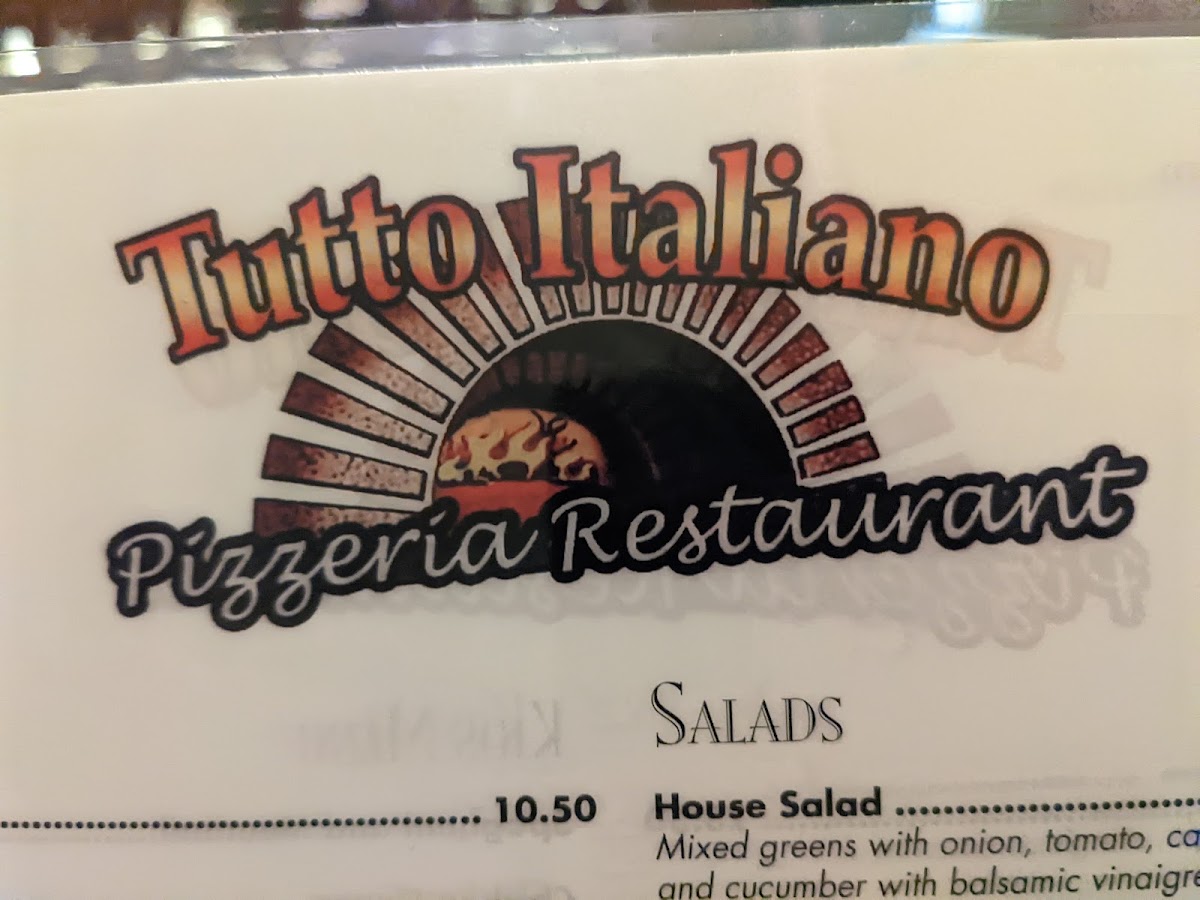 Tutto Italiano
Pizzeria Restaurant
SALADS
.......................................... 10.50
House Salad ..............................
Mixed greens with onion, tomato,
and cucumber with balsamic